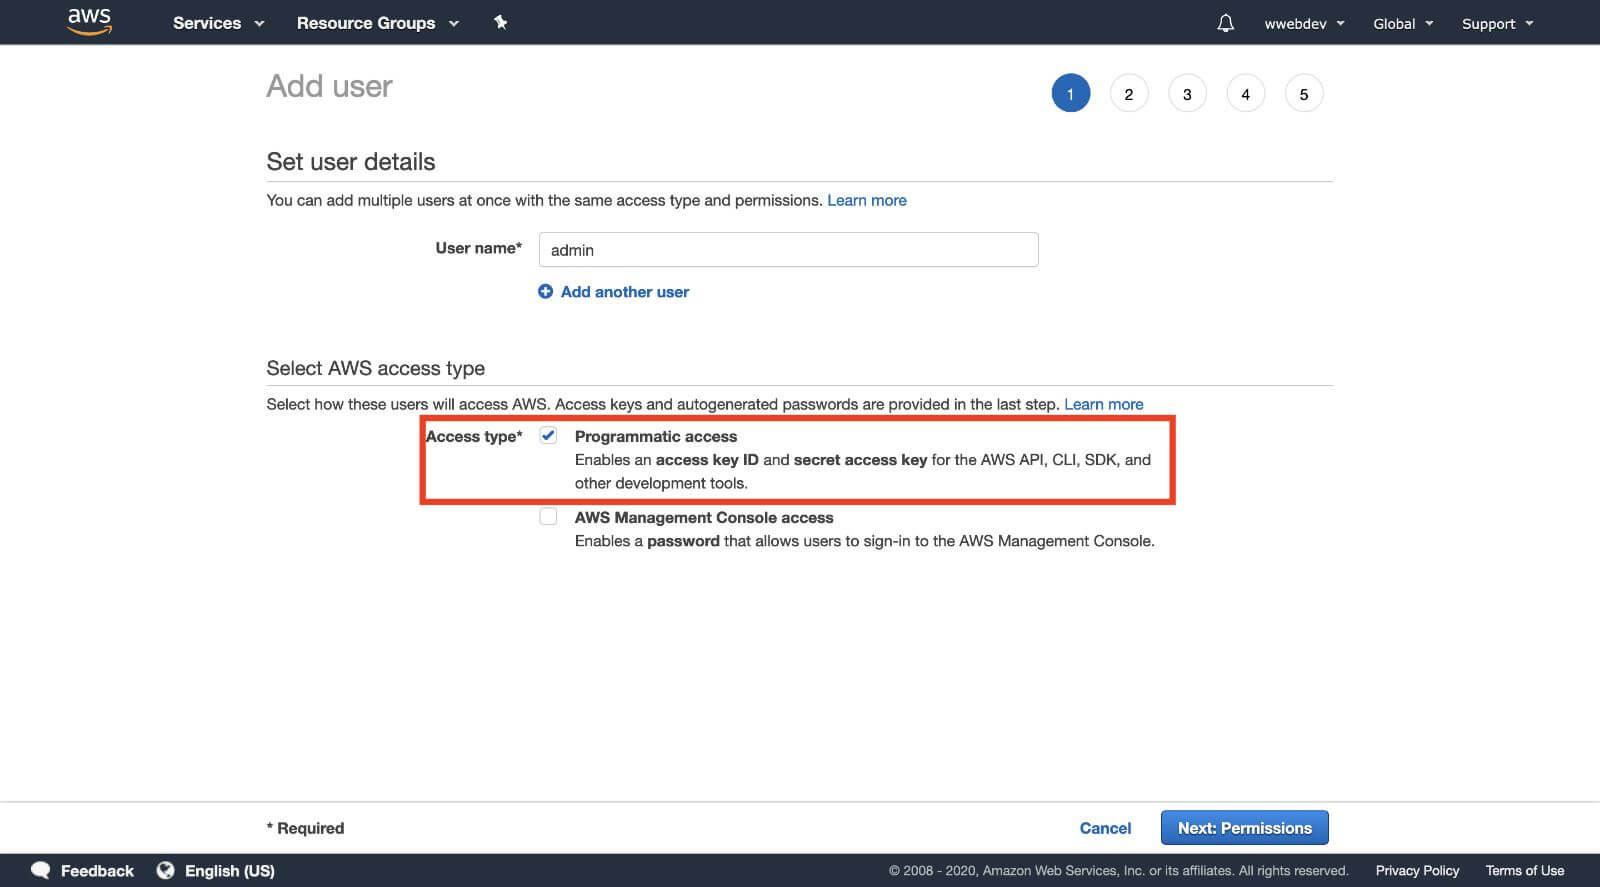 aws Services Resource Groups wwebdev Global Support
Add user
1 2 3 4 5
Set user details
You can add multiple users at once with the same access type and permissions. Learn more
User name* admin
Add another user
Select AWS access type
Select how these users will access AWS. Access keys and autogenerated passwords are provided in the last step. Learn more
Access type* Programmatic access
Enables an access key ID and secret access key for the AWS API, CLI, SDK, and
other development tools.
AWS Management Console access
Enables a password that allows users to sign-in to the AWS Management Console.
* Required Cancel Next: Permissions
Feedback English (US) © 2008 - 2020, Amazon Web Services, Inc. or its affiliates. All rights reserved. Privacy Policy Terms of Use